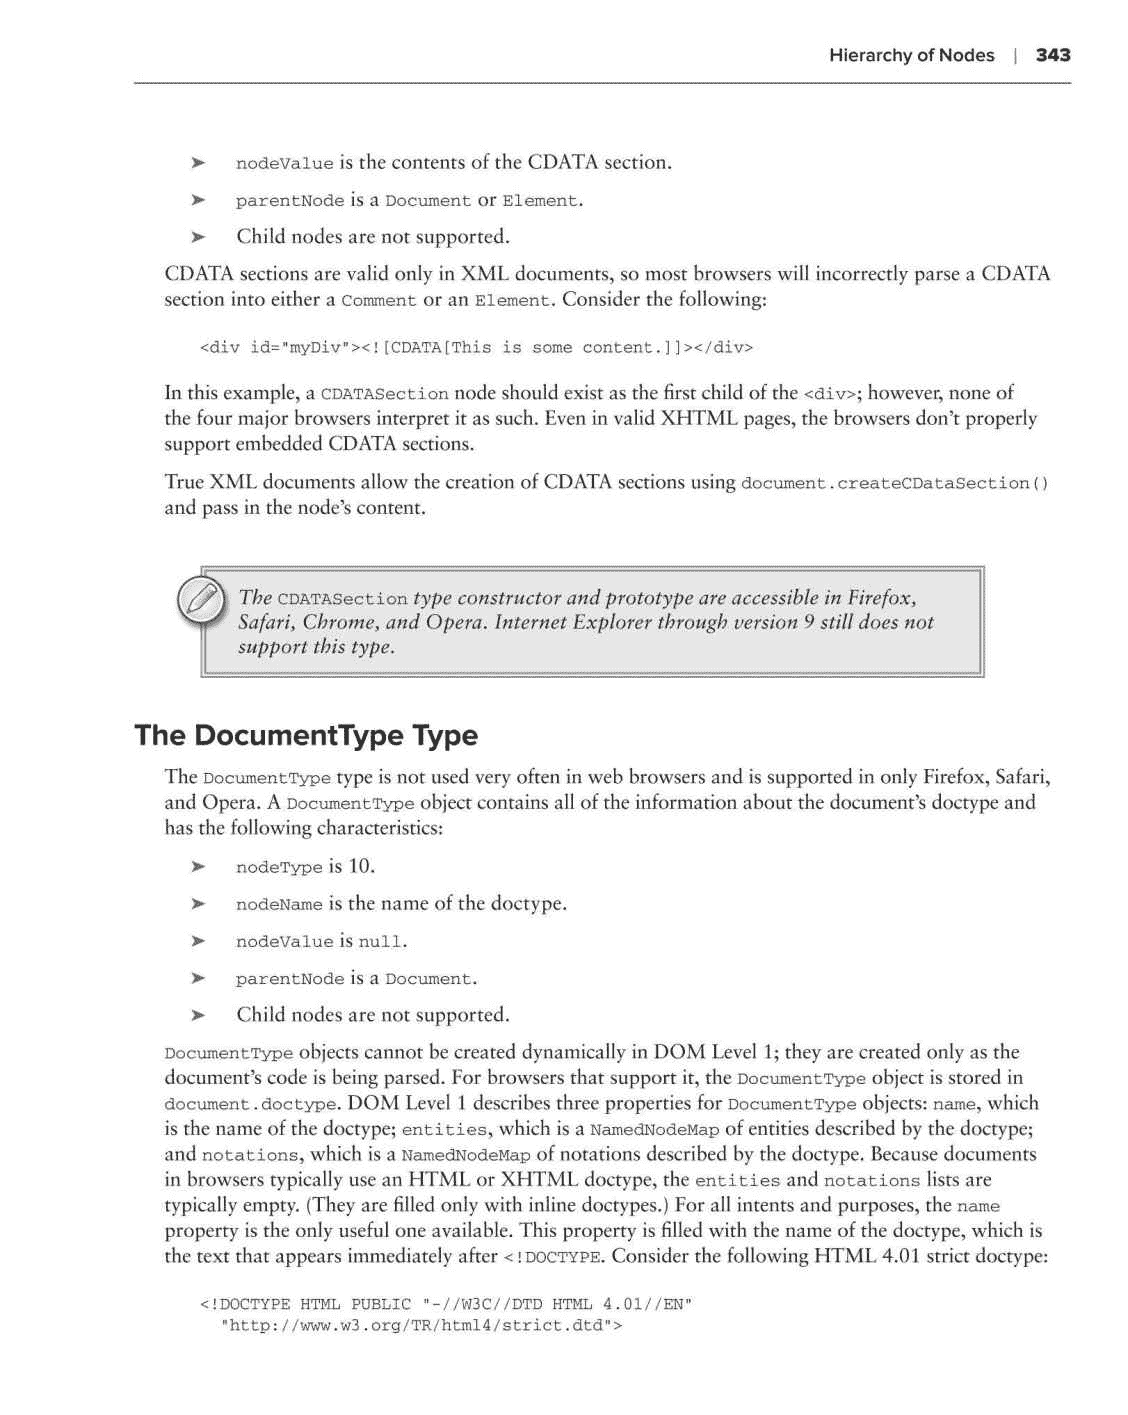 Hierarchy of Nodes | 343
➤ nodeValue is the contents of the CDATA section.
➤ parentNode is a Document or Element.
➤ Child nodes are not supported.
CDATA sections are valid only in XML documents, so most browsers will incorrectly parse a CDATA
section into either a Comment or an Element. Consider the following:
<div id="myDiv"><![CDATA[This is some content.]]></div>
In this example, a CDATASection node should exist as the first child of the <div>; however, none of
the four major browsers interpret it as such. Even in valid XHTML pages, the browsers don't properly
support embedded CDATA sections.
True XML documents allow the creation of CDATA sections using document.createCDataSection()
and pass in the node's content.
The CDATASection type constructor and prototype are accessible in Firefox,
Safari, Chrome, and Opera. Internet Explorer through version 9 still does not
support this type.
The DocumentType Type
The DocumentType type is not used very often in web browsers and is supported in only Firefox, Safari,
and Opera. A DocumentType object contains all of the information about the document's doctype and
has the following characteristics:
➤ nodeType is 10.
➤ nodeName is the name of the doctype.
➤ nodeValue is null.
➤ parentNode is a Document.
➤ Child nodes are not supported.
DocumentType objects cannot be created dynamically in DOM Level 1; they are created only as the
document's code is being parsed. For browsers that support it, the DocumentType object is stored in
document.doctype. DOM Level 1 describes three properties for DocumentType objects: name, which
is the name of the doctype; entities, which is a NamedNodeMap of entities described by the doctype;
and notations, which is a NamedNodeMap of notations described by the doctype. Because documents
in browsers typically use an HTML or XHTML doctype, the entities and notations lists are
typically empty. (They are filled only with inline doctypes.) For all intents and purposes, the name
property is the only useful one available. This property is filled with the name of the doctype, which is
the text that appears immediately after <!DOCTYPE. Consider the following HTML 4.01 strict doctype:
<!DOCTYPE HTML PUBLIC "-//W3C//DTD HTML 4.01//EN"
"http://www.w3.org/TR/html4/strict.dtd">